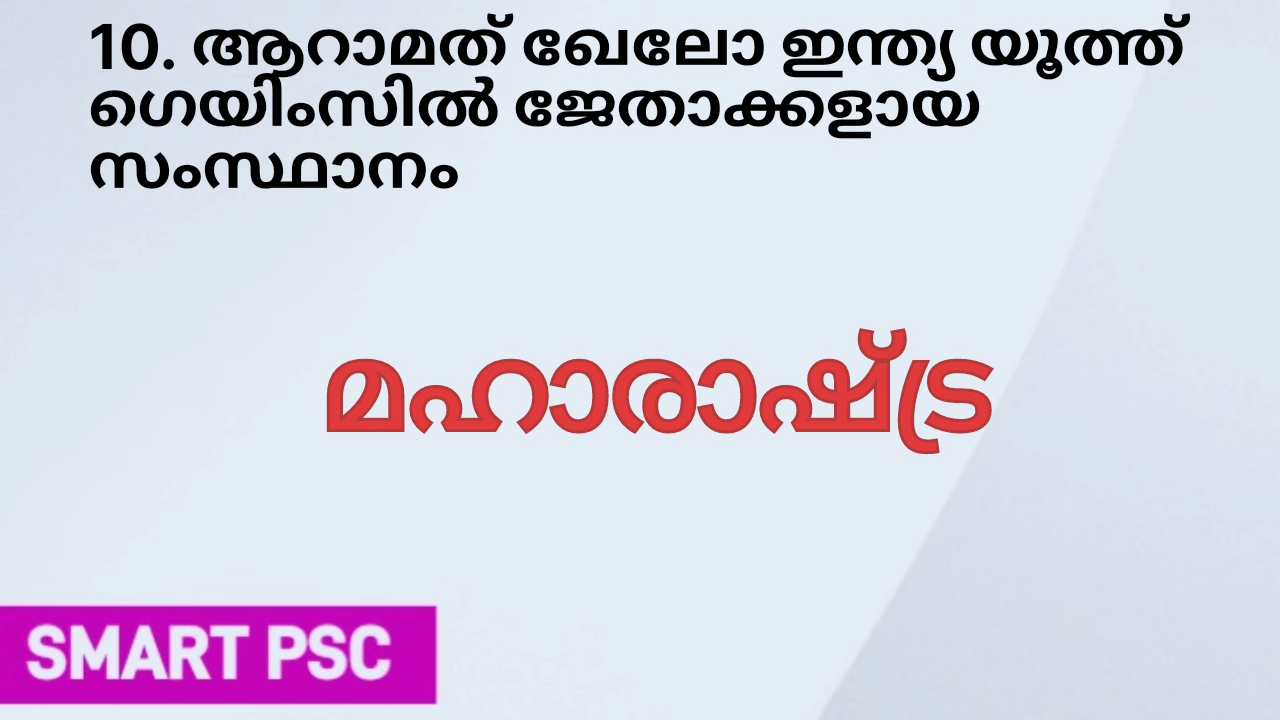 10. ആറാമത് ഖേലോ ഇന്ത്യ യൂത്ത്
ഗെയിംസിൽ ജേതാക്കളായ
സംസ്ഥാനം
മഹാരാഷ്ട്ര
SMART PSC